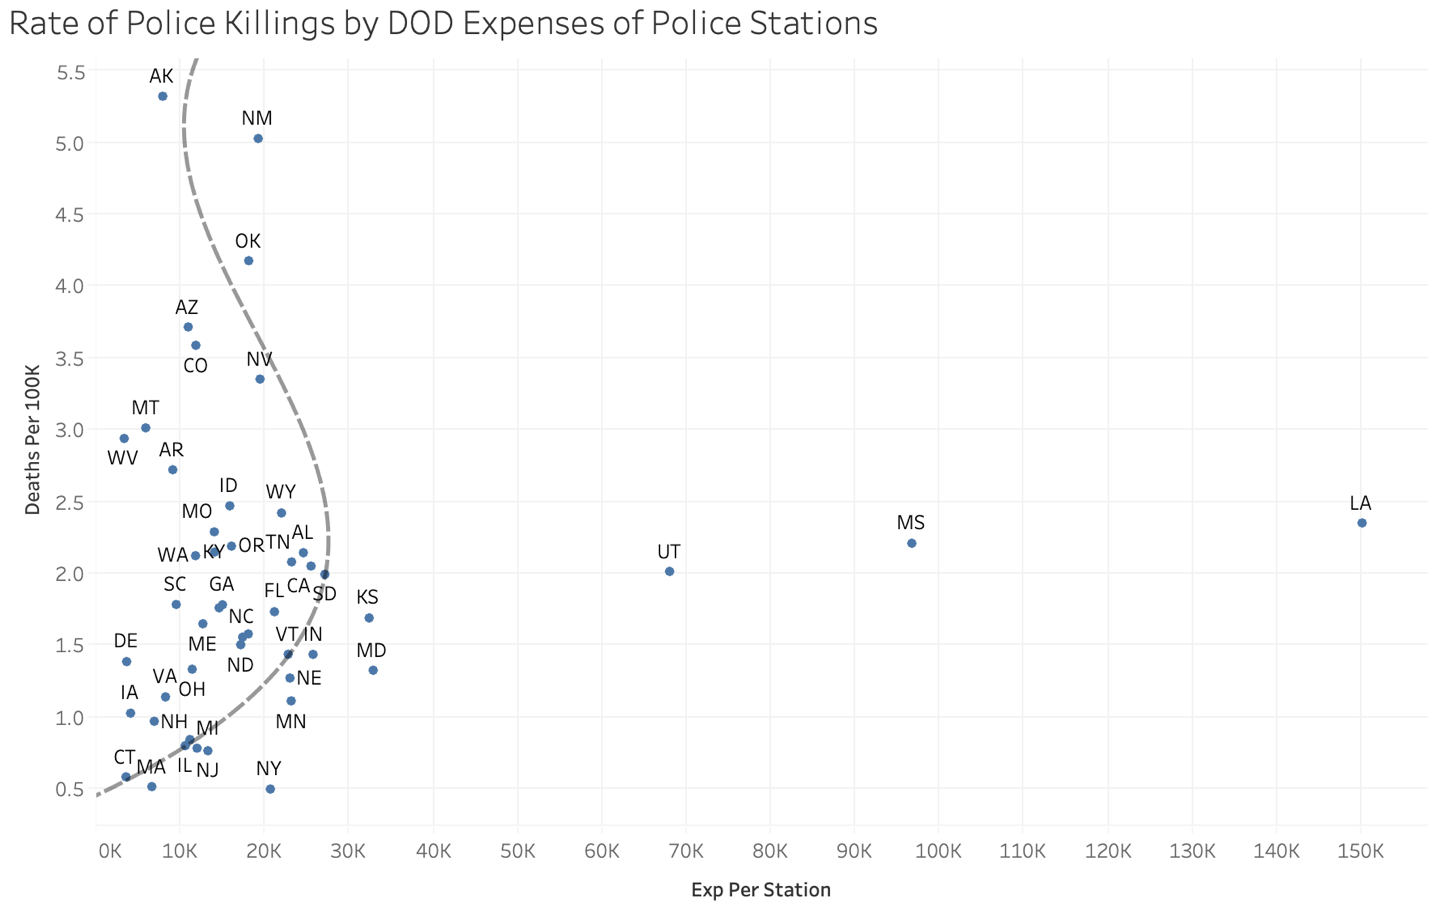 Rate of Police Killings by DOD Expenses of Police Stations
5.5
AK
NM
5.0
4.5
OK
4.0
AZ
CO
3.5
NV
Deaths Per 100K
MT
3.0
WV
AR
ID
WY
2.5
MO
LA
MS
WA
KY
OR
TN
AL
UT
2.0
SC
GA
FL
CA
SD
KS
NC
DE
ME
VT
IN
1.5
ND
MD
VA
OH
NE
IA
1.0
NH
MI
MN
CT
MA
IL
NJ
NY
0.5
0K 10K 20K 30K 40K 50K 60K 70K 80K 90K 100K 110K 120K 130K 140K 150K
Exp Per Station